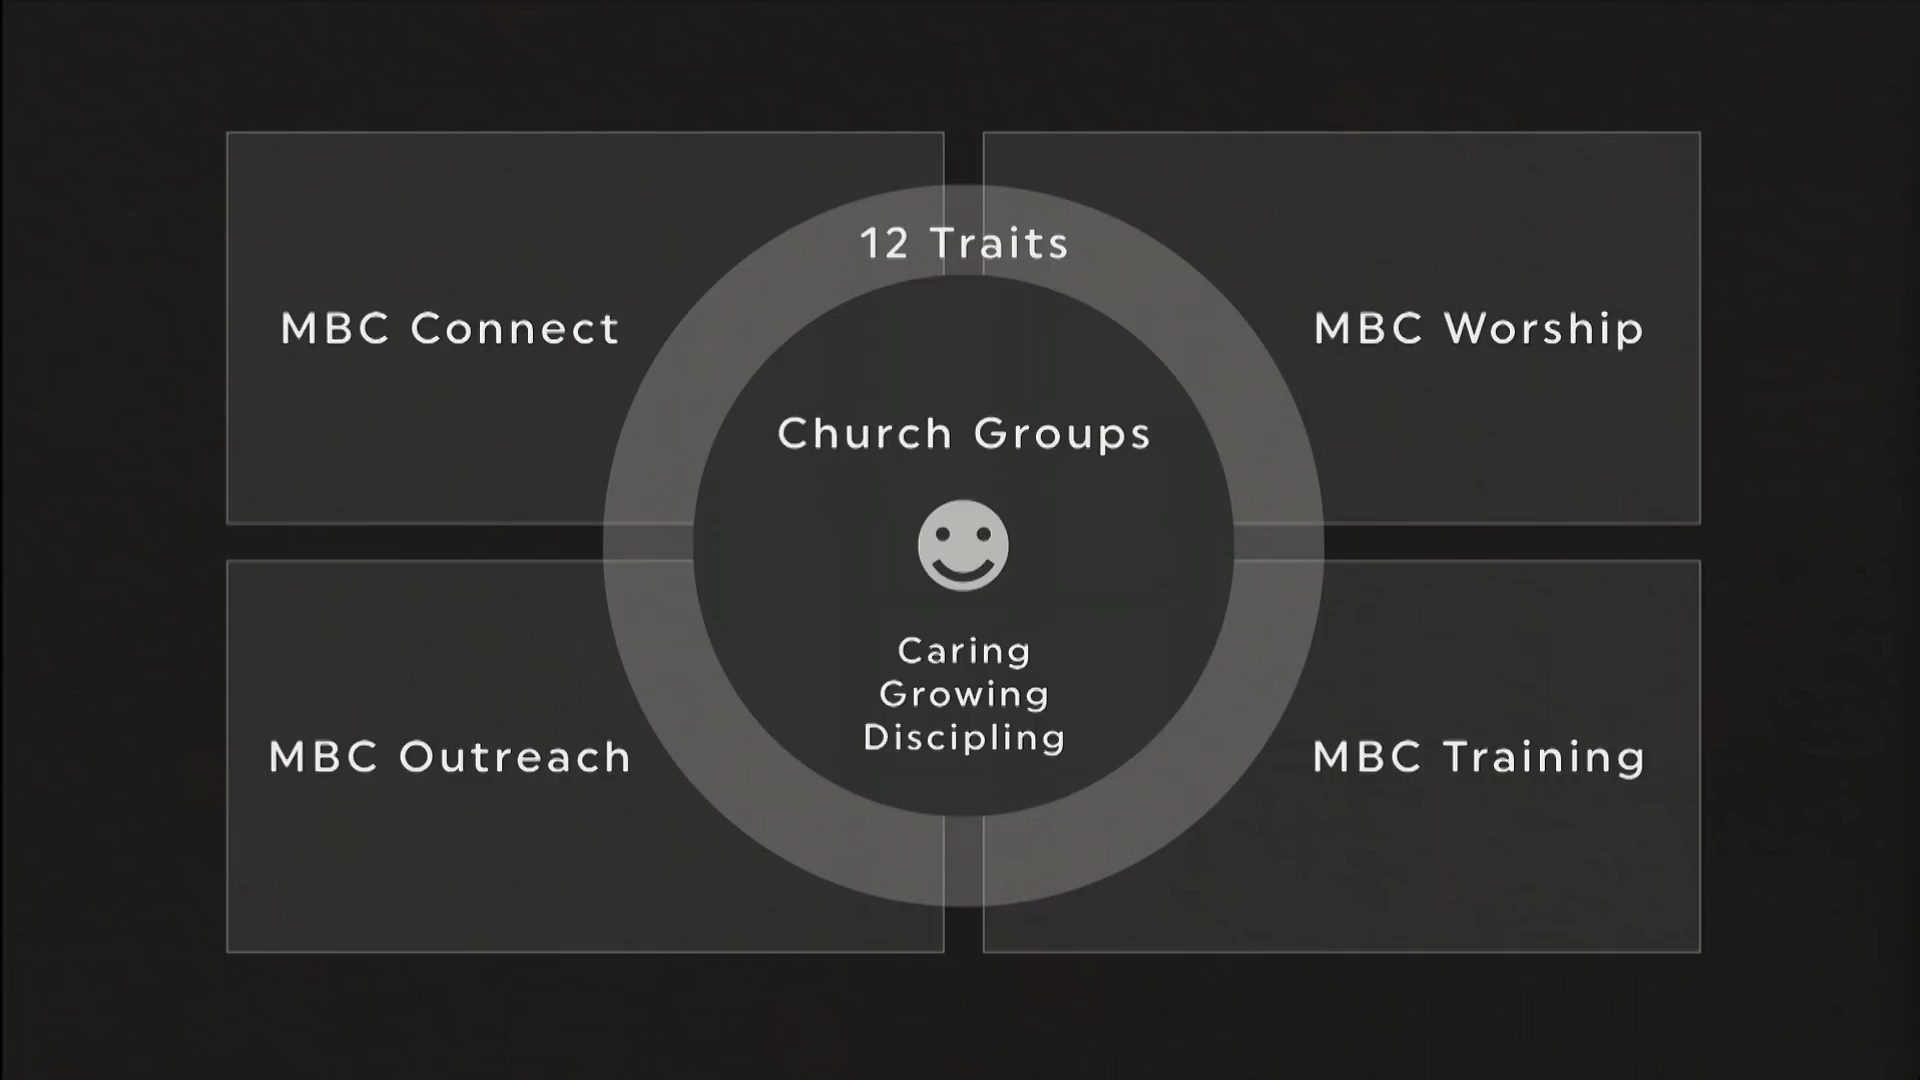 12 Traits
MBC Connect
MBC Worship
Church Groups
Caring
Growing
Discipling
MBC Outreach
MBC Training